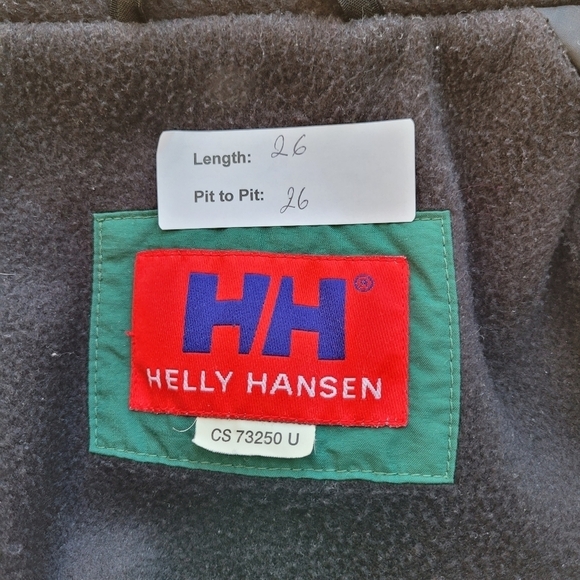 Length: 26
Pit to Pit: 26
HH®
HELLY HANSEN
CS 73250 U